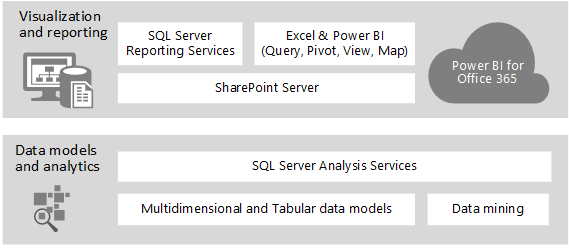 Visualization
and reporting
SQL Server
Reporting Services
Excel & Power BI
(Query, Pivot, View, Map)
SharePoint Server
Power BI for
Office 365
Data models
and analytics
SQL Server Analysis Services
Multidimensional and Tabular data models
Data mining